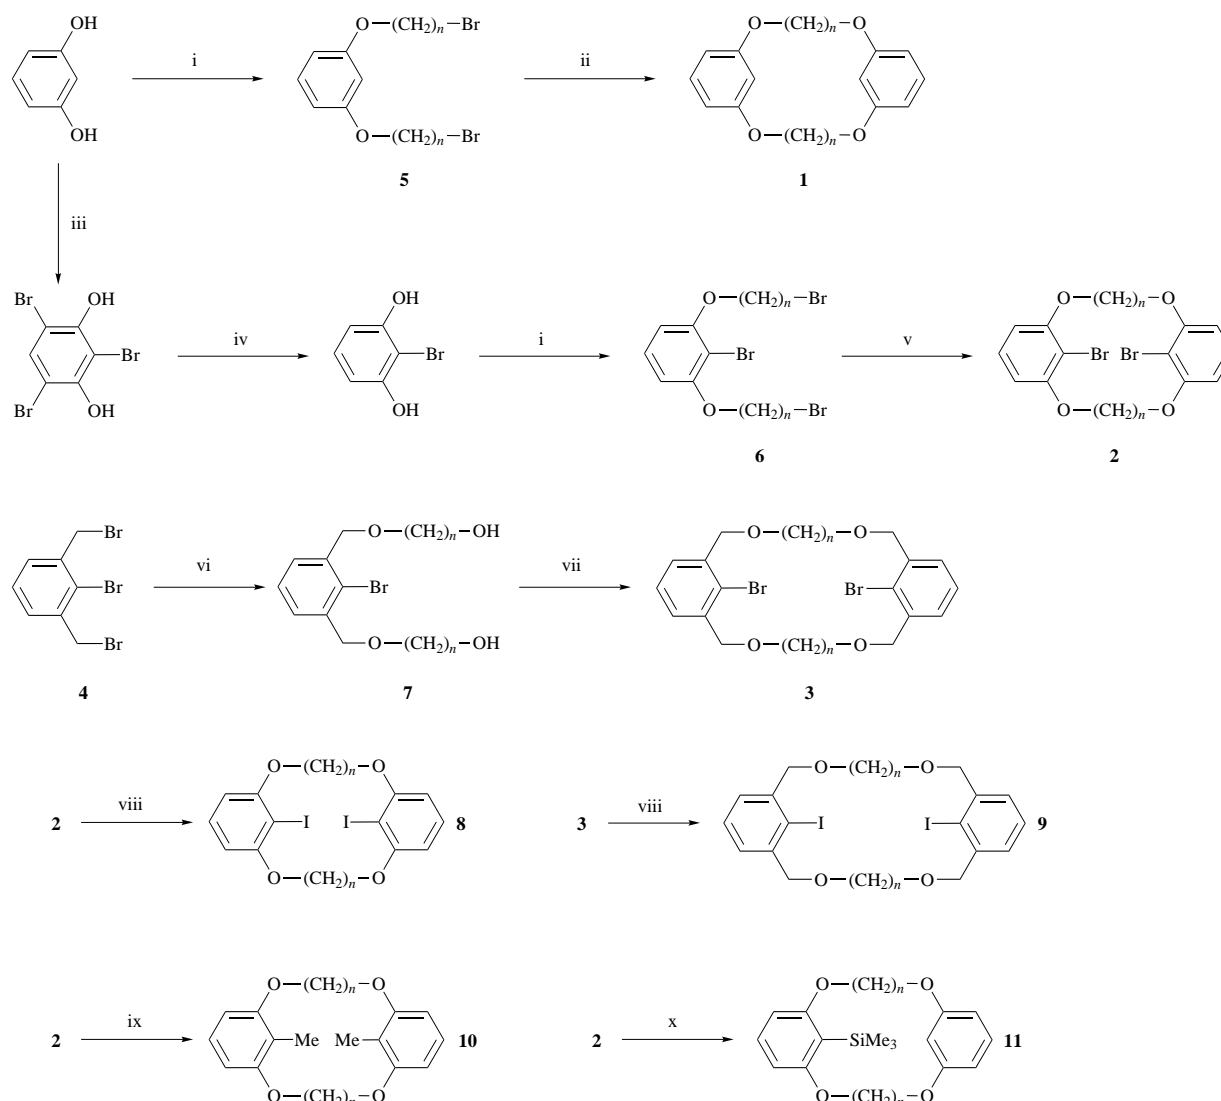 OH
OH
i
O—(CH2)n—Br
O—(CH2)n—Br
5
ii
O—(CH2)n—O
O—(CH2)n—O
1
iii
Br
OH
Br
Br
OH
iv
OH
Br
OH
i
O—(CH2)n—Br
Br
O—(CH2)n—Br
6
v
O—(CH2)n—O
Br Br
O—(CH2)n—O
2
Br
Br
Br
4
vi
O—(CH2)n—OH
Br
O—(CH2)n—OH
7
vii
O—(CH2)n—O
Br Br
O—(CH2)n—O
3
2
viii
O—(CH2)n—O
I I
O—(CH2)n—O
8
3
viii
O—(CH2)n—O
I I
O—(CH2)n—O
9
2
ix
O—(CH2)n—O
Me Me
O—(CH2)n—O
10
2
x
O—(CH2)n—O
SiMe3
O—(CH2)n—O
11